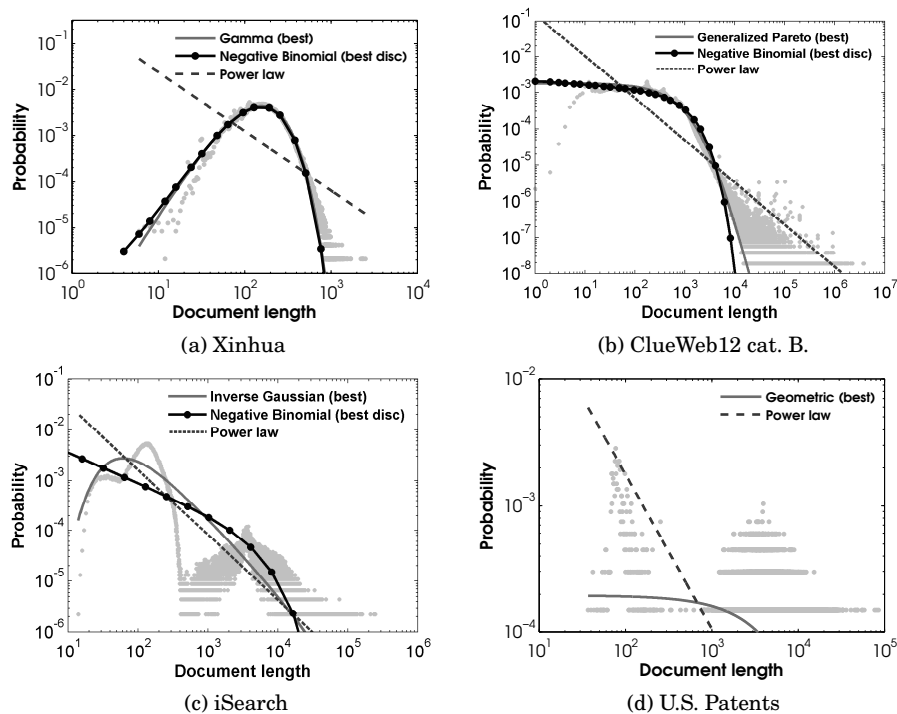 10^-1
10^-2
10^-3
10^-4
10^-5
10^-6
Probability
Gamma (best)
Negative Binomial (best disc)
Power law
10^0 10^1 10^2 10^3 10^4
Document length
(a) Xinhua
10^-1
10^-2
10^-3
10^-4
10^-5
10^-6
10^-7
10^-8
Probability
Generalized Pareto (best)
Negative Binomial (best disc)
Power law
10^0 10^1 10^2 10^3 10^4 10^5 10^6 10^7
Document length
(b) ClueWeb12 cat. B.
10^-1
10^-2
10^-3
10^-4
10^-5
10^-6
Probability
Inverse Gaussian (best)
Negative Binomial (best disc)
Power law
10^1 10^2 10^3 10^4 10^5 10^6
Document length
(c) iSearch
10^-2
10^-3
10^-4
Probability
Geometric (best)
Power law
10^1 10^2 10^3 10^4 10^5
Document length
(d) U.S. Patents